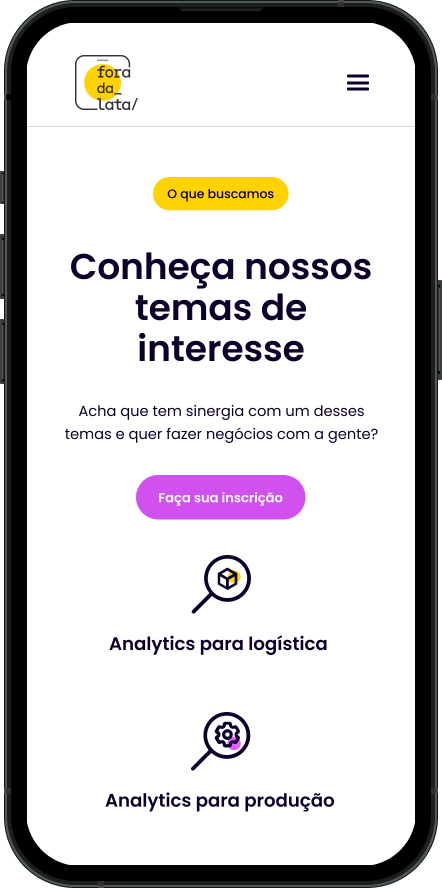 fora
da_
lata/
O que buscamos
Conheça nossos
temas de
interesse
Acha que tem sinergia com um desses
temas e quer fazer negócios com a gente?
Faça sua inscrição
Analytics para logística
Analytics para produção